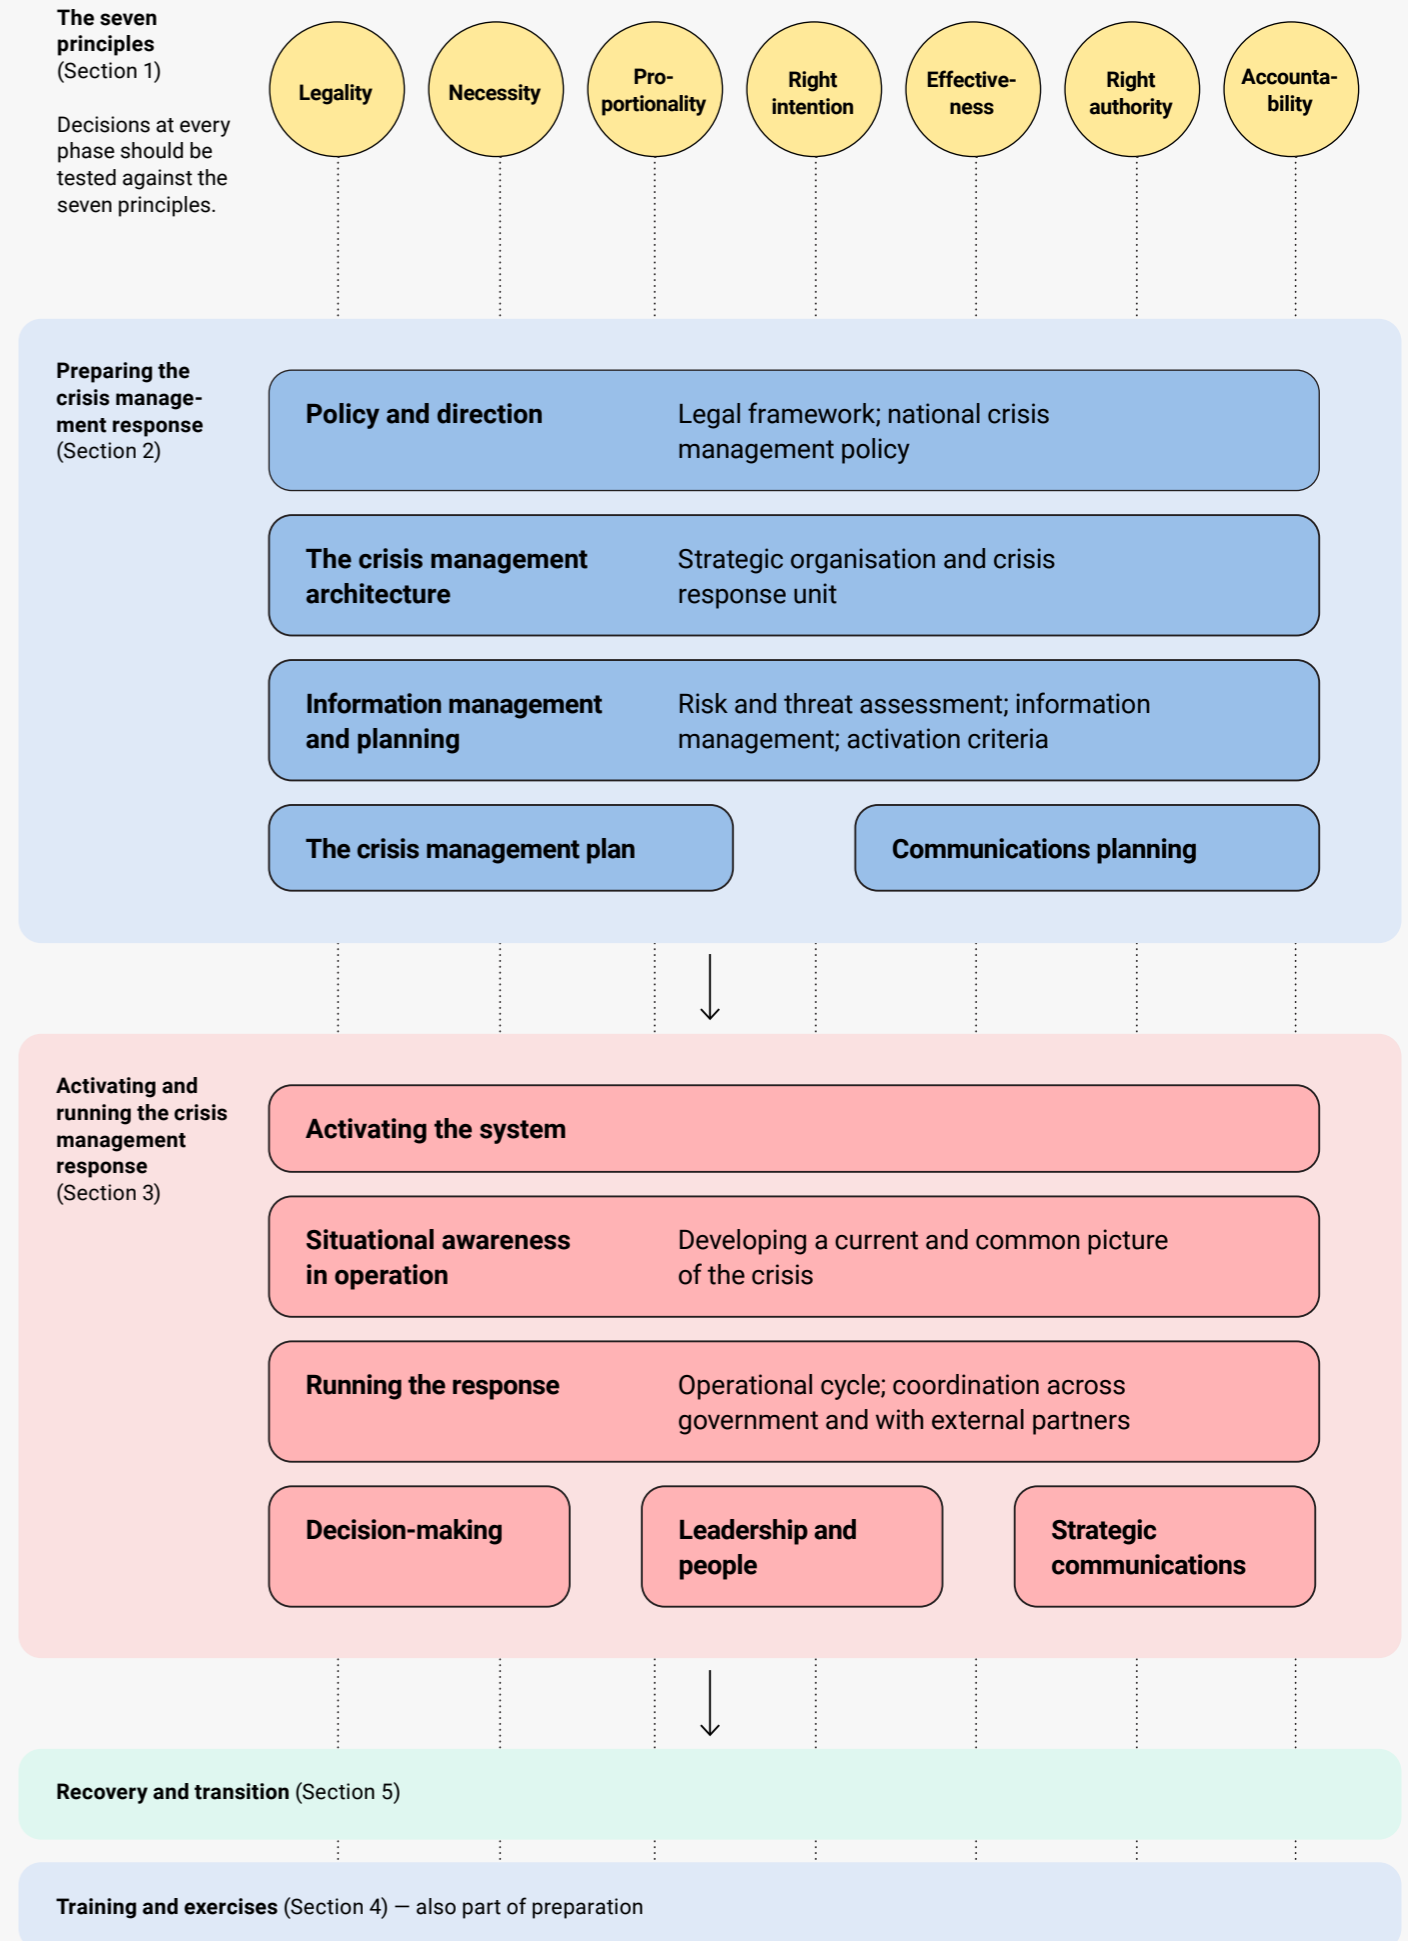 The seven
principles
(Section 1)
Decisions at every
phase should be
tested against the
seven principles.
Legality
Necessity
Pro-
portionality
Right
intention
Effective-
ness
Right
authority
Accounta-
bility
Preparing the
crisis manage-
ment response
(Section 2)
Policy and direction
Legal framework; national crisis
management policy
The crisis management
architecture
Strategic organisation and crisis
response unit
Information management
and planning
Risk and threat assessment; information
management; activation criteria
The crisis management plan
Communications planning
Activating and
running the crisis
management
response
(Section 3)
Activating the system
Situational awareness
in operation
Developing a current and common picture
of the crisis
Running the response
Operational cycle; coordination across
government and with external partners
Decision-making
Leadership and
people
Strategic
communications
Recovery and transition (Section 5)
Training and exercises (Section 4) — also part of preparation